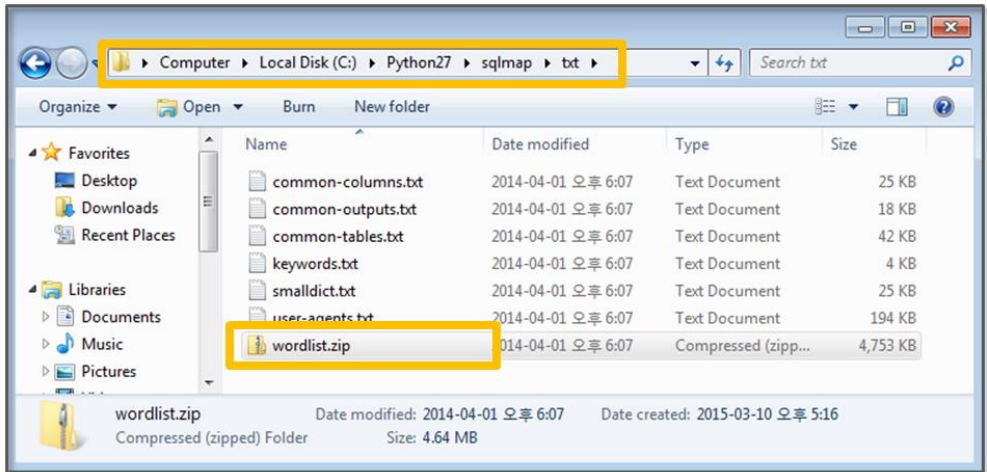 Computer ▸ Local Disk (C:) ▸ Python27 ▸ sqlmap ▸ txt ▸
Search txt
Organize Open Burn New folder
Favorites
Desktop
Downloads
Recent Places
Libraries
Documents
Music
Pictures
Name Date modified Type Size
common-columns.txt 2014-04-01 오후 6:07 Text Document 25 KB
common-outputs.txt 2014-04-01 오후 6:07 Text Document 18 KB
common-tables.txt 2014-04-01 오후 6:07 Text Document 42 KB
keywords.txt 2014-04-01 오후 6:07 Text Document 4 KB
smalldict.txt 2014-04-01 오후 6:07 Text Document 25 KB
user-agents.txt 2014-04-01 오후 6:07 Text Document 194 KB
wordlist.zip 2014-04-01 오후 6:07 Compressed (zipp... 4,753 KB
wordlist.zip Date modified: 2014-04-01 오후 6:07 Date created: 2015-03-10 오후 5:16
Compressed (zipped) Folder Size: 4.64 MB